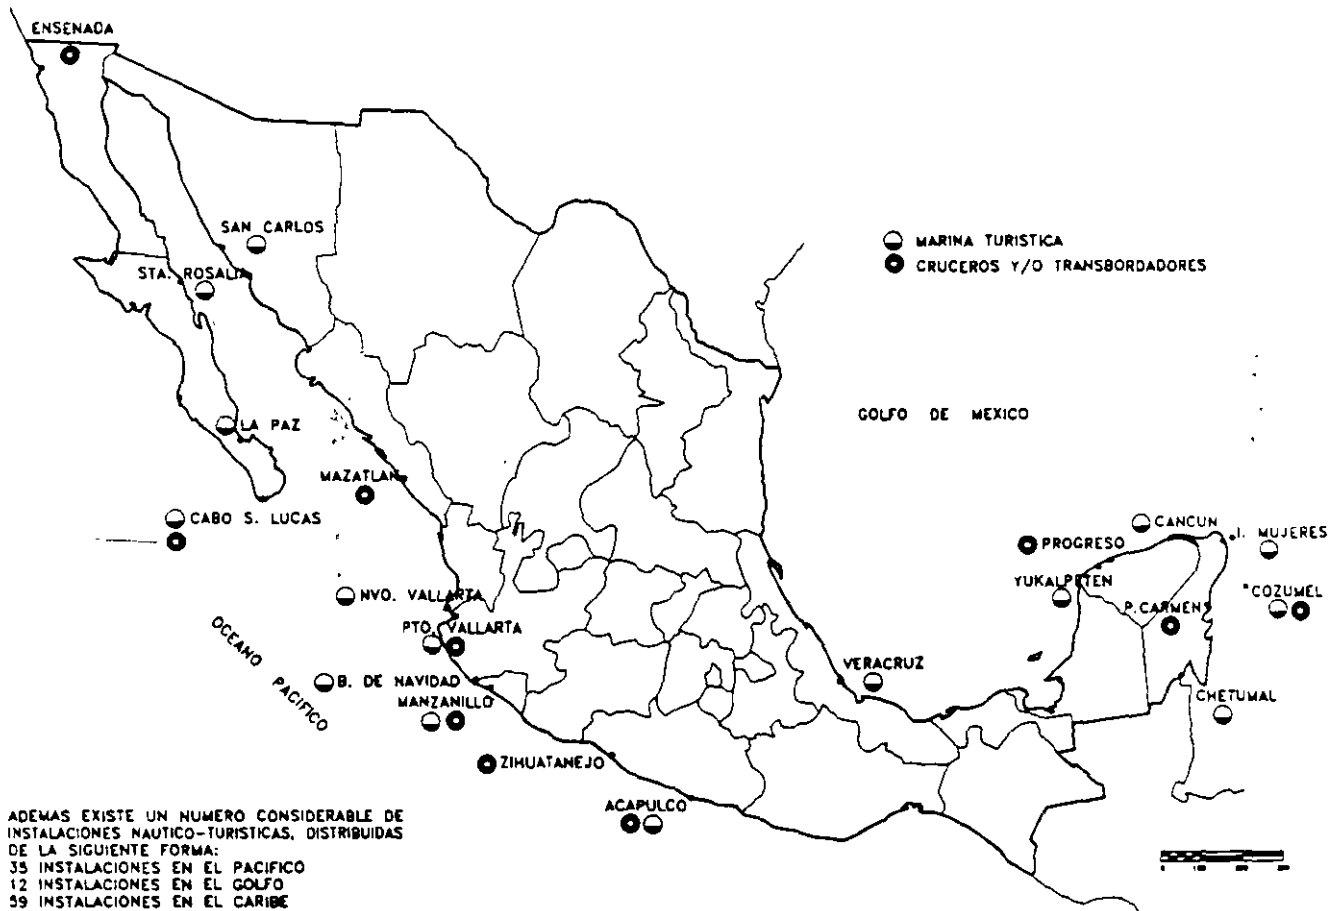 ENSENADA
SAN CARLOS
STA. ROSALIA
MARINA TURISTICA
CRUCEROS Y/O TRANSBORDADORES
LA PAZ
GOLFO DE MEXICO
MAZATLAN
CABO S. LUCAS
CANCUN
I. MUJERES
PROGRESO
YUKALPETEN
COZUMEL
NVO. VALLARTA
P. CARMEN
PTO. VALLARTA
OCEANO PACIFICO
VERACRUZ
B. DE NAVIDAD
CHETUMAL
MANZANILLO
ZIHUATANEJO
ACAPULCO
ADEMAS EXISTE UN NUMERO CONSIDERABLE DE
INSTALACIONES NAUTICO-TURISTICAS, DISTRIBUIDAS
DE LA SIGUIENTE FORMA:
35 INSTALACIONES EN EL PACIFICO
12 INSTALACIONES EN EL GOLFO
39 INSTALACIONES EN EL CARIBE